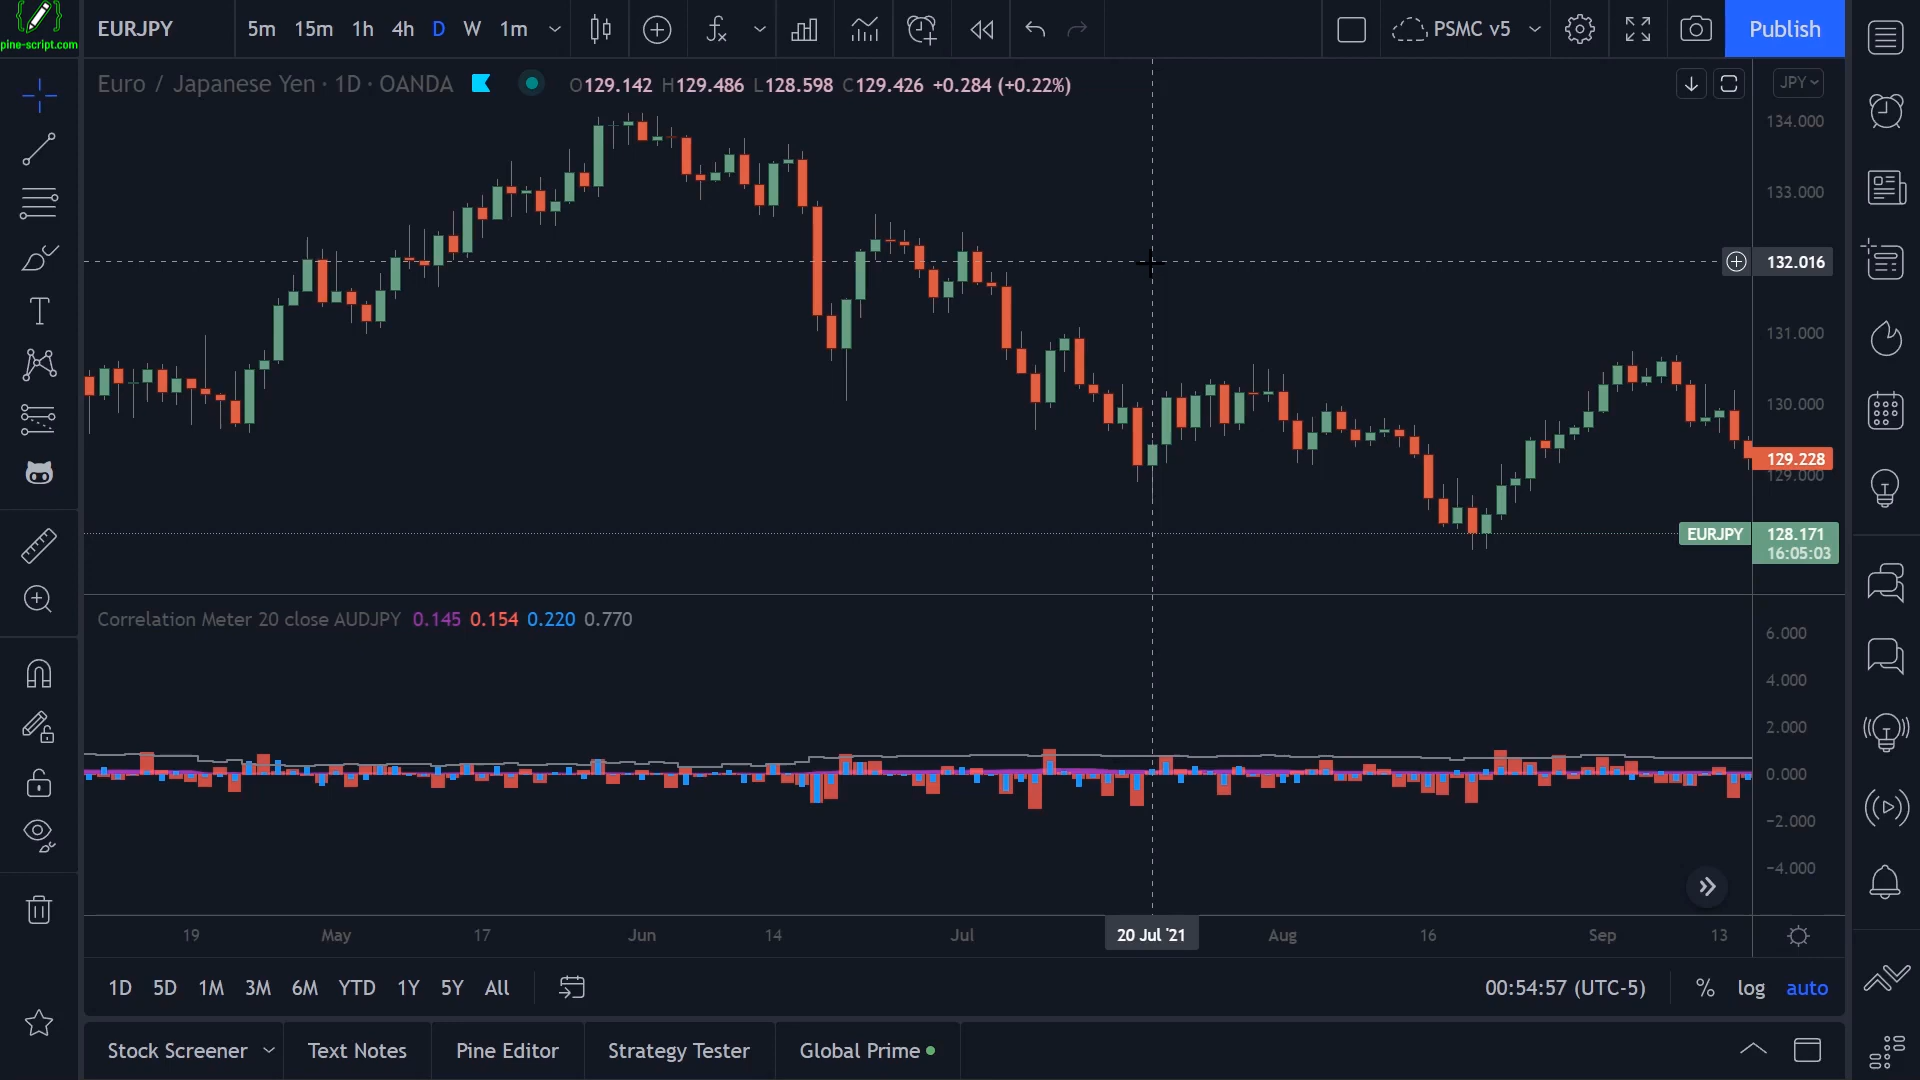 pine-script.com
EURJPY 5m 15m 1h 4h D W 1m PSMC v5 Publish
Euro / Japanese Yen · 1D · OANDA O129.142 H129.486 L128.598 C129.426 +0.284 (+0.22%)
JPY
134.000
133.000
132.016
131.000
130.000
129.228
129.000
EURJPY 128.171
16:05:03
Correlation Meter 20 close AUDJPY 0.145 0.154 0.220 0.770
6.000
4.000
2.000
0.000
−2.000
−4.000
19 May 17 Jun 14 Jul 20 Jul '21 Aug 16 Sep 13
1D 5D 1M 3M 6M YTD 1Y 5Y All 00:54:57 (UTC-5) % log auto
Stock Screener Text Notes Pine Editor Strategy Tester Global Prime